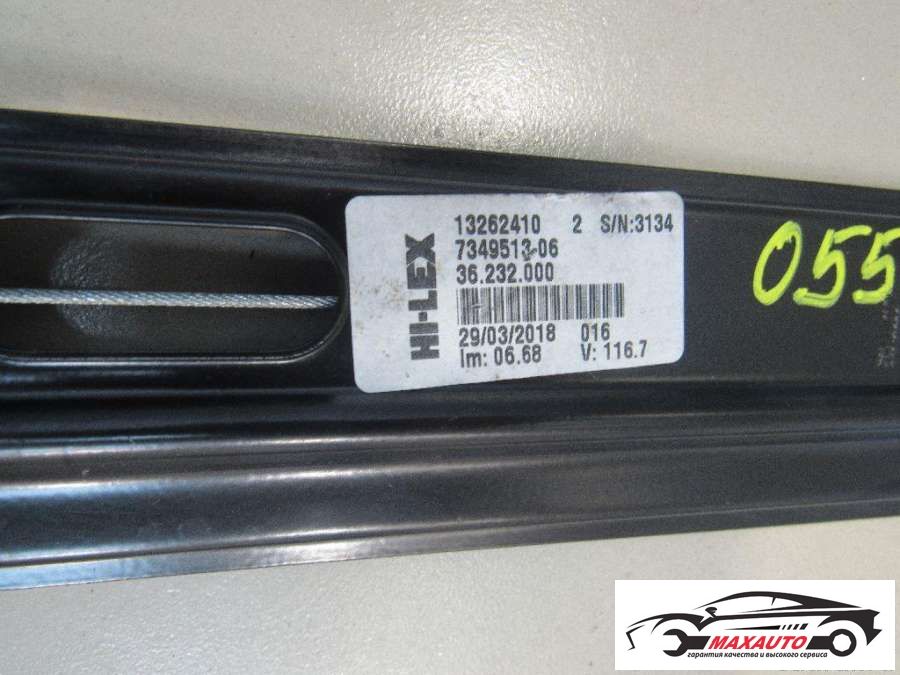 HI-LEX
13262410 2 S/N:3134
7349513-06
36.232.000
29/03/2018 016
Im: 06.68 V: 116.7
055
MAXAUTO
гарантия качества и высокого сервиса